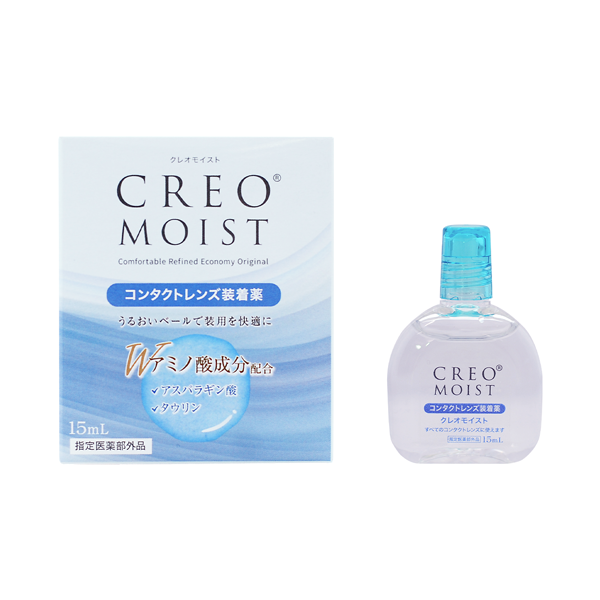 クレオモイスト
CREO®
MOIST
Comfortable Refined Economy Original
コンタクトレンズ装着薬
うるおいベールで装用を快適に
Wアミノ酸成分配合
✓アスパラギン酸
✓タウリン
15mL
指定医薬部外品
CREO®
MOIST
コンタクトレンズ装着薬
クレオモイスト
すべてのコンタクトレンズに使えます
指定医薬部外品 15mL